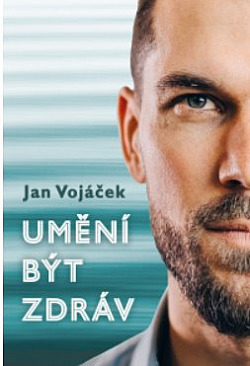 Jan Vojáček
UMĚNÍ
BÝT
ZDRÁV